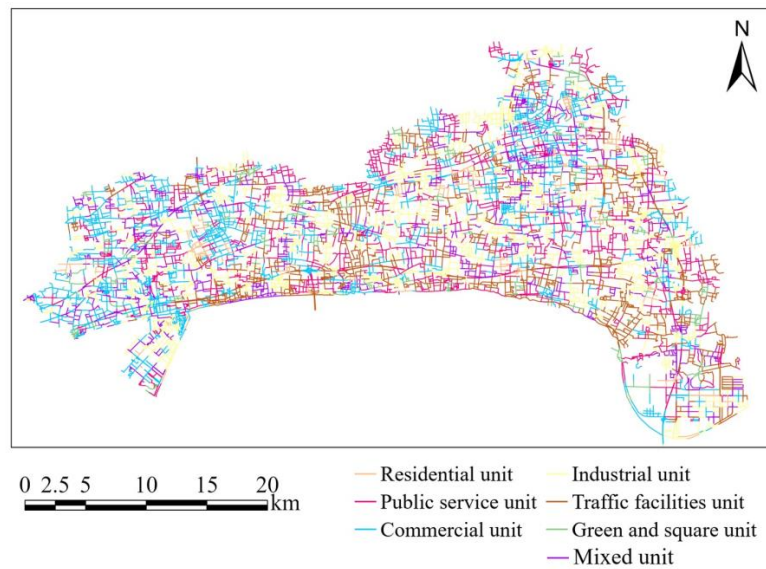 N
0 2.5 5 10 15 20
km
Residential unit Industrial unit
Public service unit Traffic facilities unit
Commercial unit Green and square unit
Mixed unit